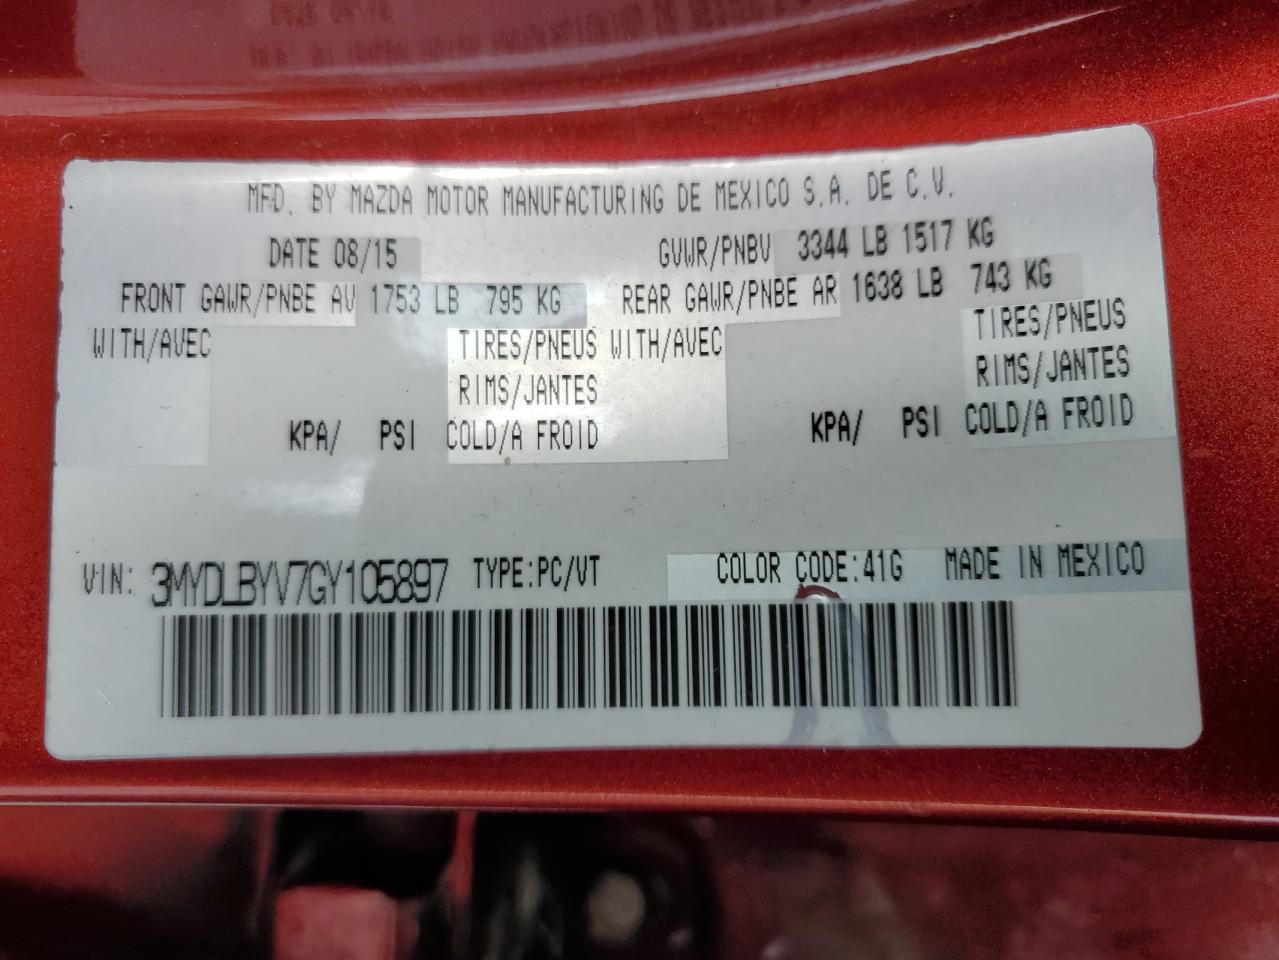 MFD. BY MAZDA MOTOR MANUFACTURING DE MEXICO S.A. DE C.V.
DATE 08/15 GVWR/PNBV 3344 LB 1517 KG
FRONT GAWR/PNBE AV 1753 LB 795 KG REAR GAWR/PNBE AR 1638 LB 743 KG
WITH/AVEC TIRES/PNEUS WITH/AVEC TIRES/PNEUS
RIMS/JANTES RIMS/JANTES
KPA/ PSI COLD/A FROID KPA/ PSI COLD/A FROID
VIN: 3MYDLBYV7GY105897 TYPE:PC/VT COLOR CODE:41G MADE IN MEXICO